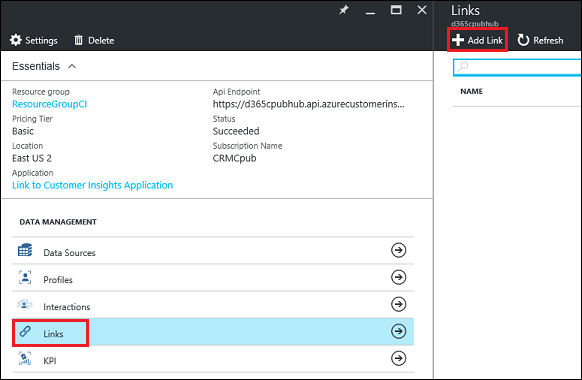 Settings
Delete
Essentials
Resource group
ResourceGroupCI
Pricing Tier
Basic
Location
East US 2
Application
Link to Customer Insights Application
Api Endpoint
https://d365cpubhub.api.azurecustomerins...
Status
Succeeded
Subscription Name
CRMCpub
DATA MANAGEMENT
Data Sources
Profiles
Interactions
Links
KPI
Links
d365cpubhub
Add Link
Refresh
NAME